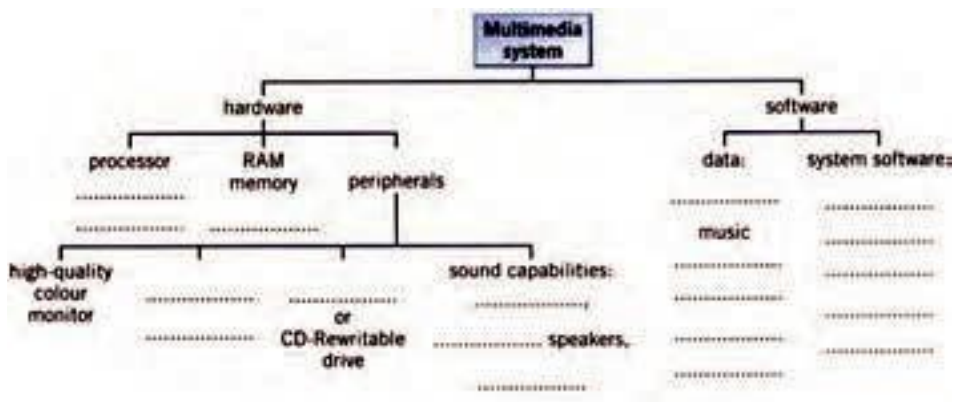 Multimedia
system
hardware
software
processor
RAM
memory
peripherals
data:
system software:
music
high-quality
colour
monitor
or
CD-Rewritable
drive
sound capabilities:
,
speakers,